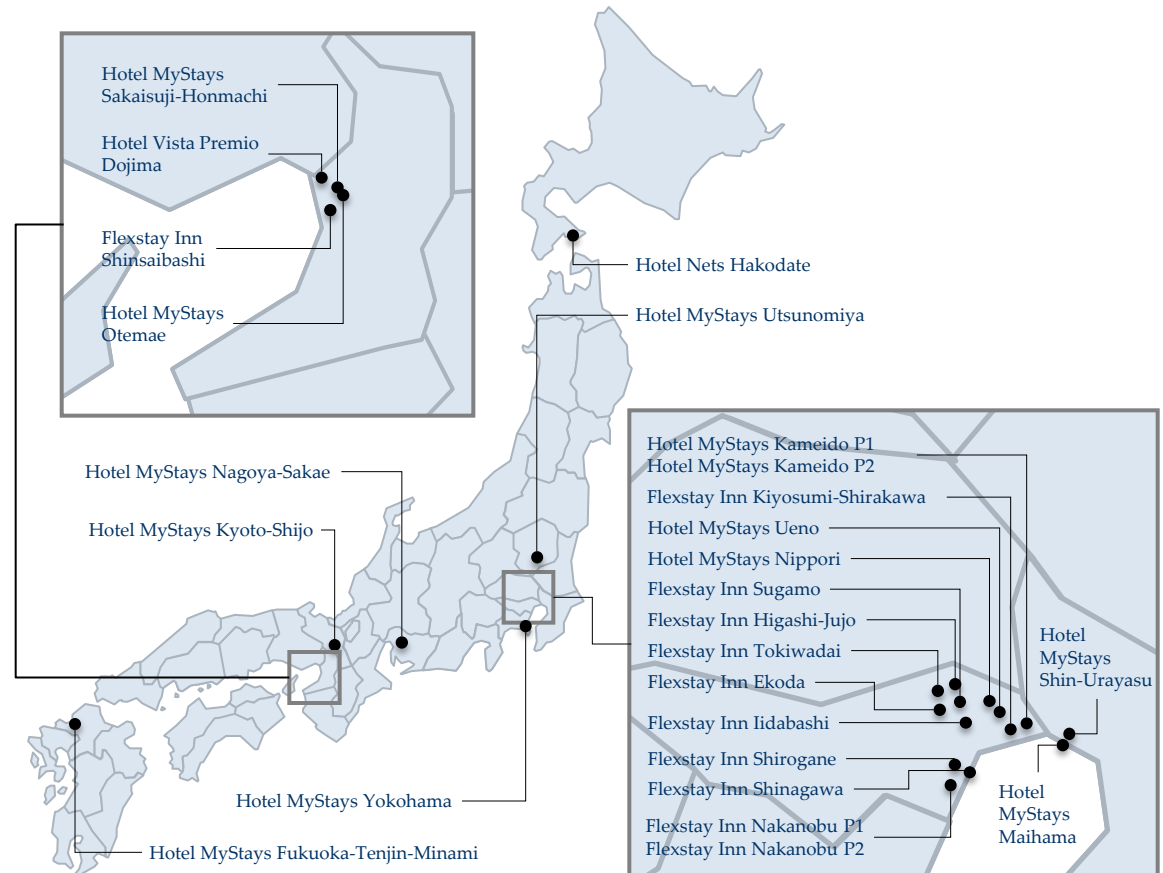 Hotel MyStays
Sakaisuji-Honmachi
Hotel Vista Premio
Dojima
Flexstay Inn
Shinsaibashi
Hotel MyStays
Otemae
Hotel Nets Hakodate
Hotel MyStays Utsunomiya
Hotel MyStays Nagoya-Sakae
Hotel MyStays Kyoto-Shijo
Hotel MyStays Yokohama
Hotel MyStays Fukuoka-Tenjin-Minami
Hotel MyStays Kameido P1
Hotel MyStays Kameido P2
Flexstay Inn Kiyosumi-Shirakawa
Hotel MyStays Ueno
Hotel MyStays Nippori
Flexstay Inn Sugamo
Flexstay Inn Higashi-Jujo
Flexstay Inn Tokiwadai
Flexstay Inn Ekoda
Flexstay Inn Iidabashi
Flexstay Inn Shirogane
Flexstay Inn Shinagawa
Flexstay Inn Nakanobu P1
Flexstay Inn Nakanobu P2
Hotel
MyStays
Shin-Urayasu
Hotel
MyStays
Maihama